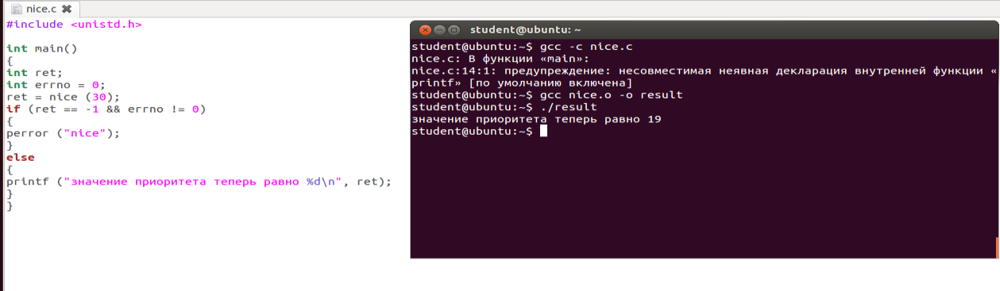 nice.c
#include <unistd.h>
int main()
{
int ret;
int errno = 0;
ret = nice (30);
if (ret == -1 && errno != 0)
{
perror ("nice");
}
else
{
printf ("значение приоритета теперь равно %d\n", ret);
}
}
student@ubuntu: ~
student@ubuntu:~$ gcc -c nice.c
nice.c: В функции «main»:
nice.c:14:1: предупреждение: несовместимая неявная декларация внутренней функции «
printf» [по умолчанию включена]
student@ubuntu:~$ gcc nice.o -o result
student@ubuntu:~$ ./result
значение приоритета теперь равно 19
student@ubuntu:~$